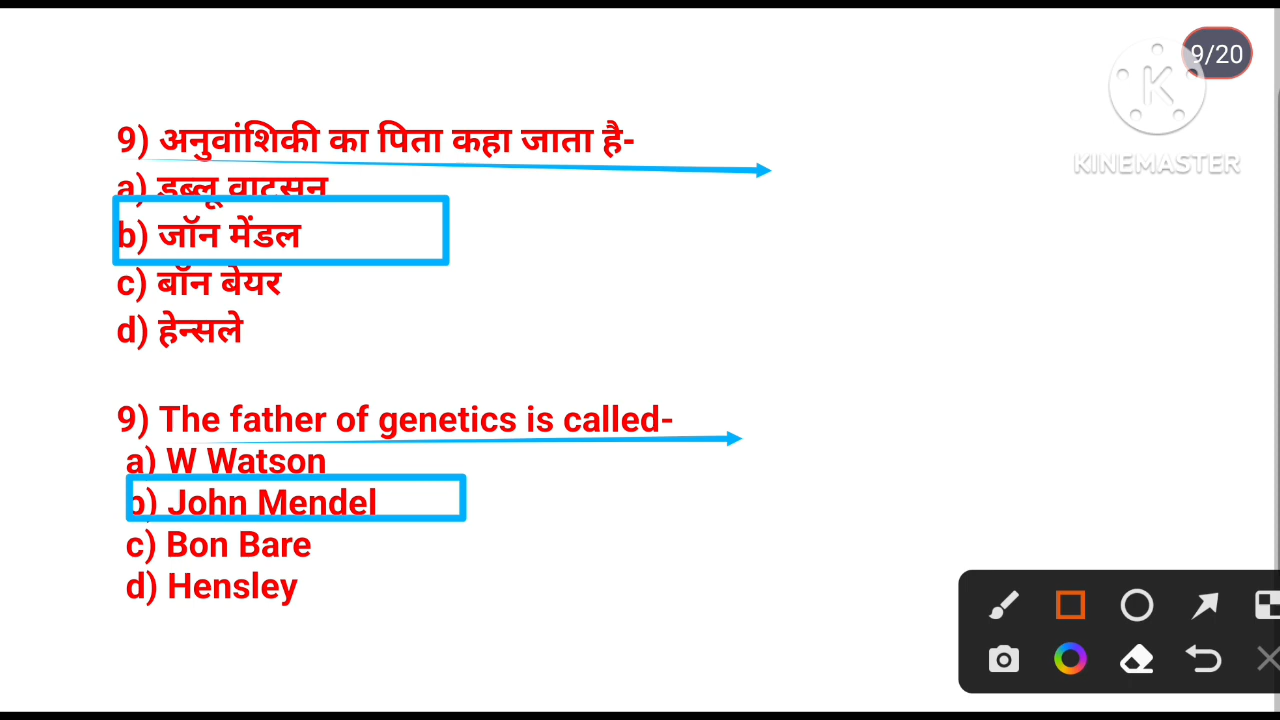 9/20
KINEMASTER
9) अनुवांशिकी का पिता कहा जाता है-
a) डब्लू वाटसन
b) जॉन मेंडल
c) बॉन बेयर
d) हेन्सले
9) The father of genetics is called-
a) W Watson
b) John Mendel
c) Bon Bare
d) Hensley